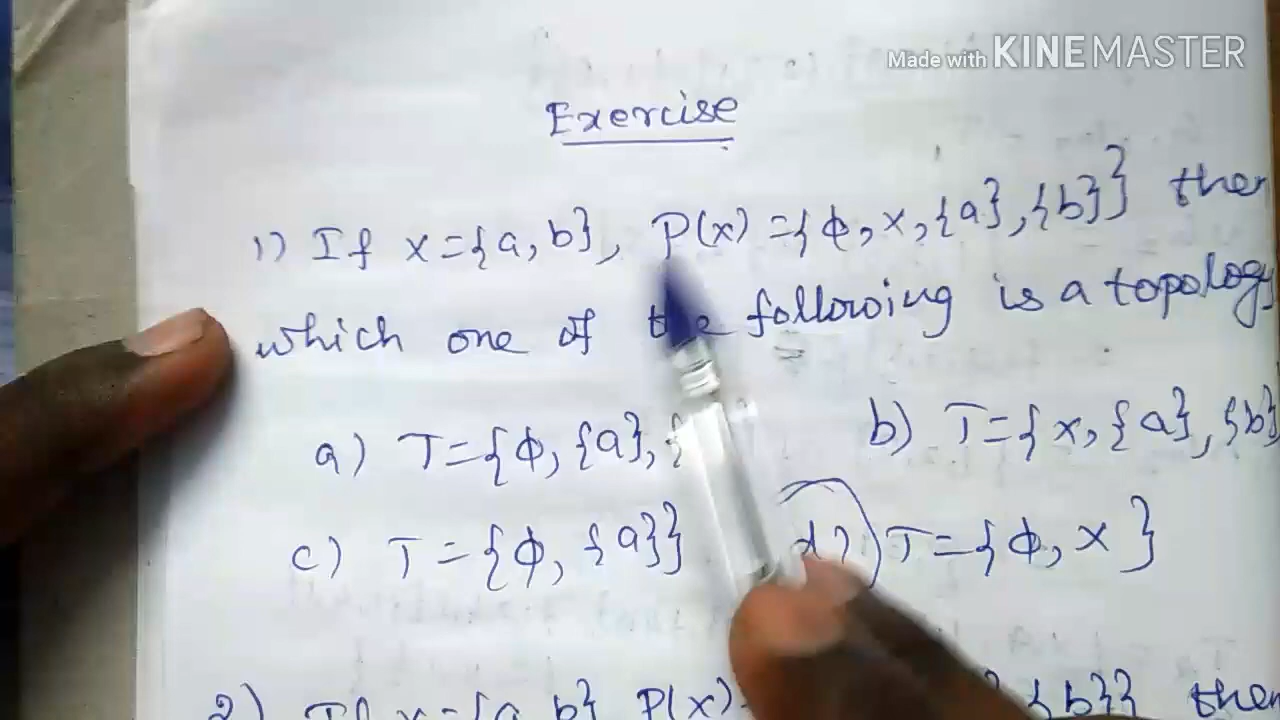 Made with KINEMASTER
Exercise
1) If x={a, b}, P(x) ={ϕ, x, {a}, {b}} then
which one of the following is a topology
a) T={ϕ, {a}, {
b) T={x, {a}, {b}
c) T={ϕ, {a}}
d) T={ϕ, x}
2) If x={a, b} P(x) {b}} then